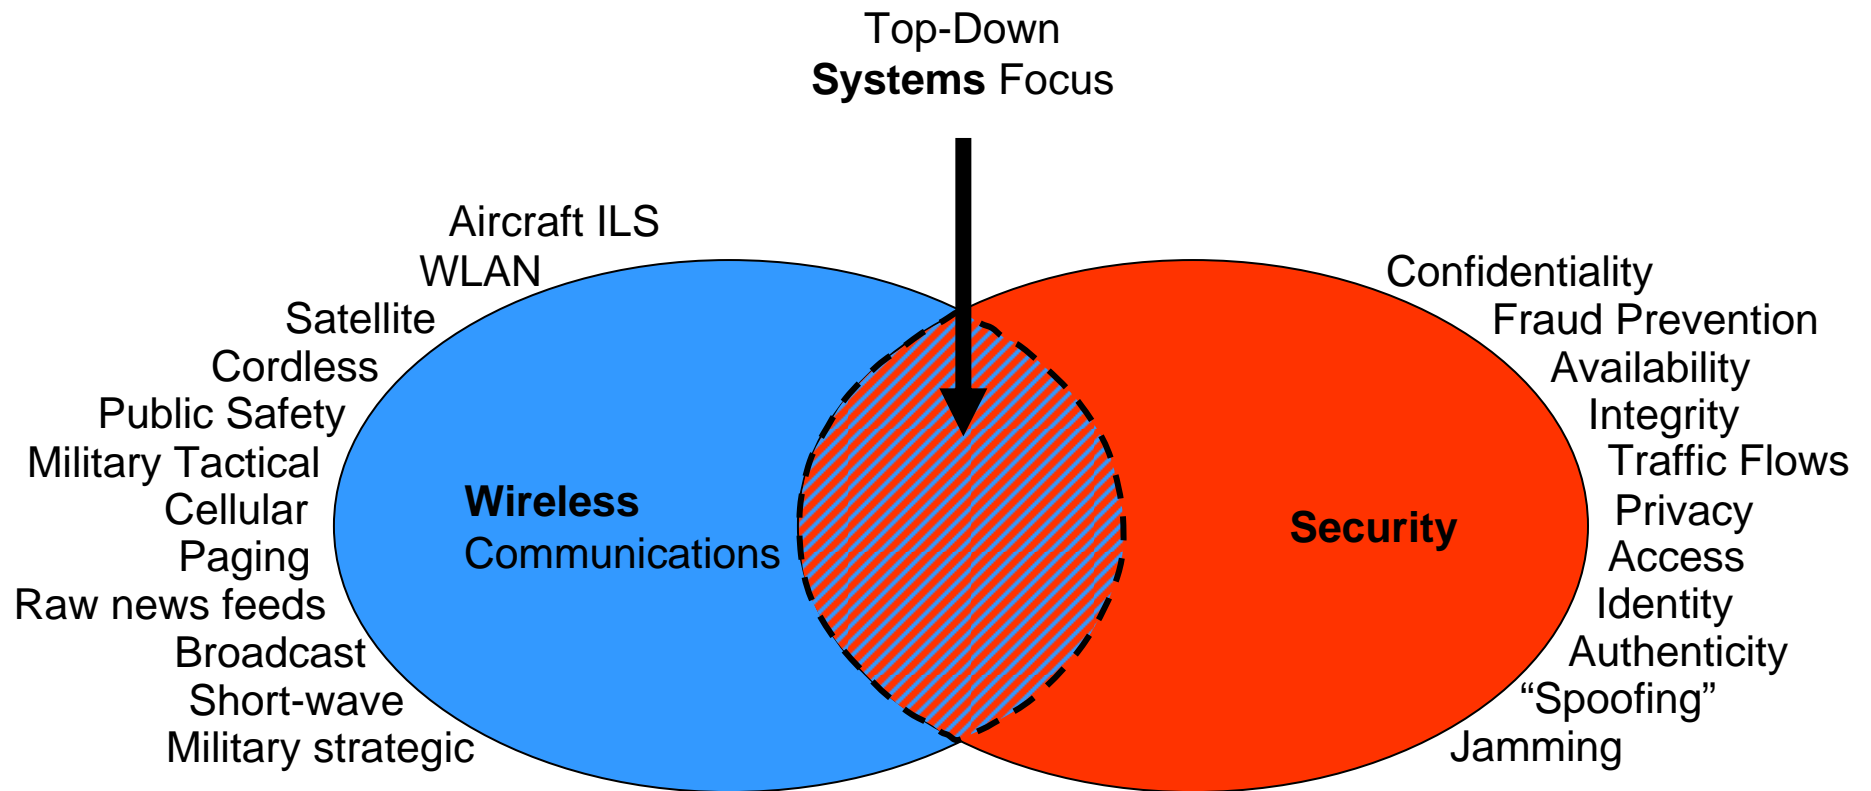 Top-Down
Systems Focus
Aircraft ILS
WLAN
Satellite
Cordless
Public Safety
Military Tactical
Cellular
Paging
Raw news feeds
Broadcast
Short-wave
Military strategic
Wireless
Communications
Security
Confidentiality
Fraud Prevention
Availability
Integrity
Traffic Flows
Privacy
Access
Identity
Authenticity
“Spoofing”
Jamming